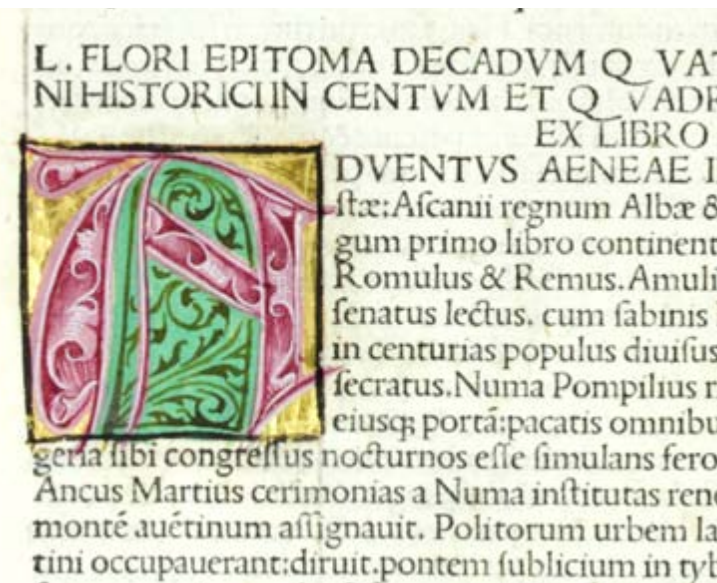 L. FLORI EPITOMA DECADVM Q VAT
NI HISTORICI IN CENTVM ET Q VADR
EX LIBRO
ADVENTVS AENEAE I
ſtæ: Aſcanii regnum Albæ &
gum primo libro continent
Romulus & Remus. Amuli
ſenatus lectus. cum ſabinis
in centurias populus diuiſus
ſecratus. Numa Pompilius
eiusq; portā: pacatis omnibu
geria ſibi congreſſus nocturnos eſſe ſimulans fero
Ancus Martius cerimonias a Numa inſtitutas ren
monté auétinum aſſignauit. Politorum urbem la
tini occupauerant: diruit. pontem ſublicium in tyb